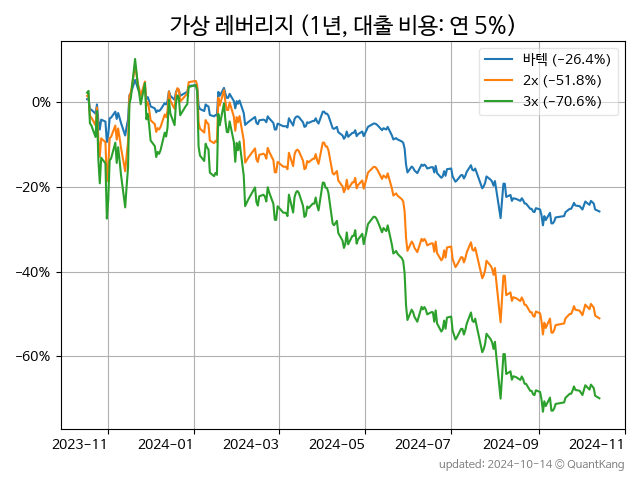 가상 레버리지 (1년, 대출 비용: 연 5%)
바텍 (-26.4%)
2x (-51.8%)
3x (-70.6%)
0%
−20%
−40%
−60%
2023-11 2024-01 2024-03 2024-05 2024-07 2024-09 2024-11
updated: 2024-10-14 © QuantKang